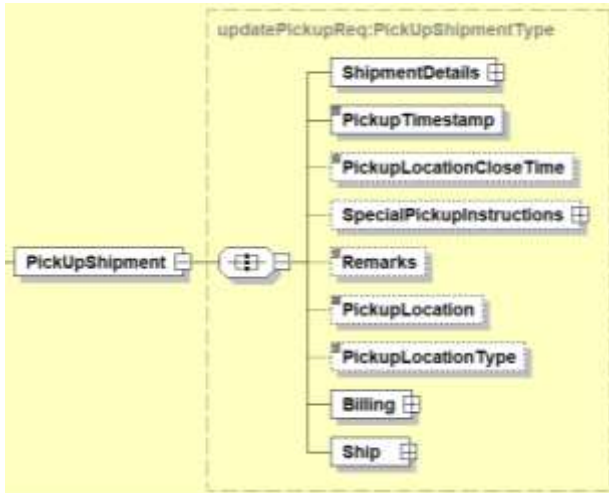 updatePickupReq:PickUpShipmentType
ShipmentDetails
PickupTimestamp
PickupLocationCloseTime
SpecialPickupInstructions
PickUpShipment
Remarks
PickupLocation
PickupLocationType
Billing
Ship